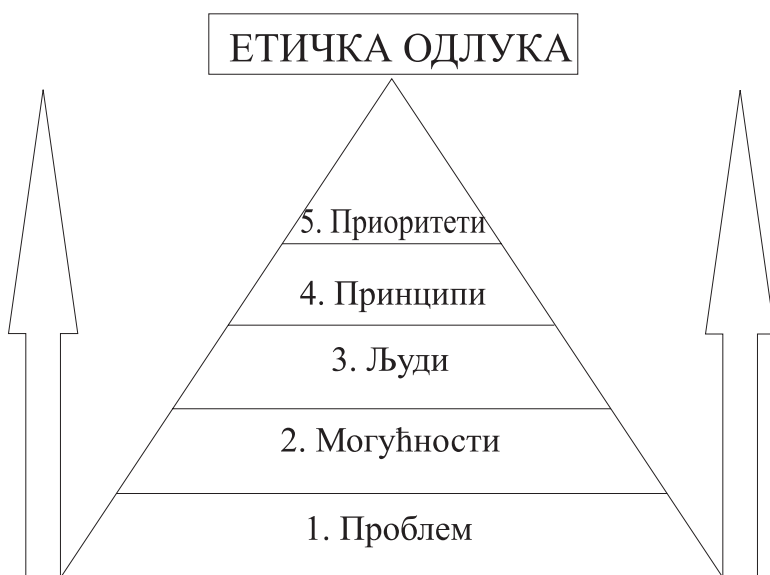 ЕТИЧКА ОДЛУКА
5. Приоритети
4. Принципи
3. Људи
2. Могућности
1. Проблем